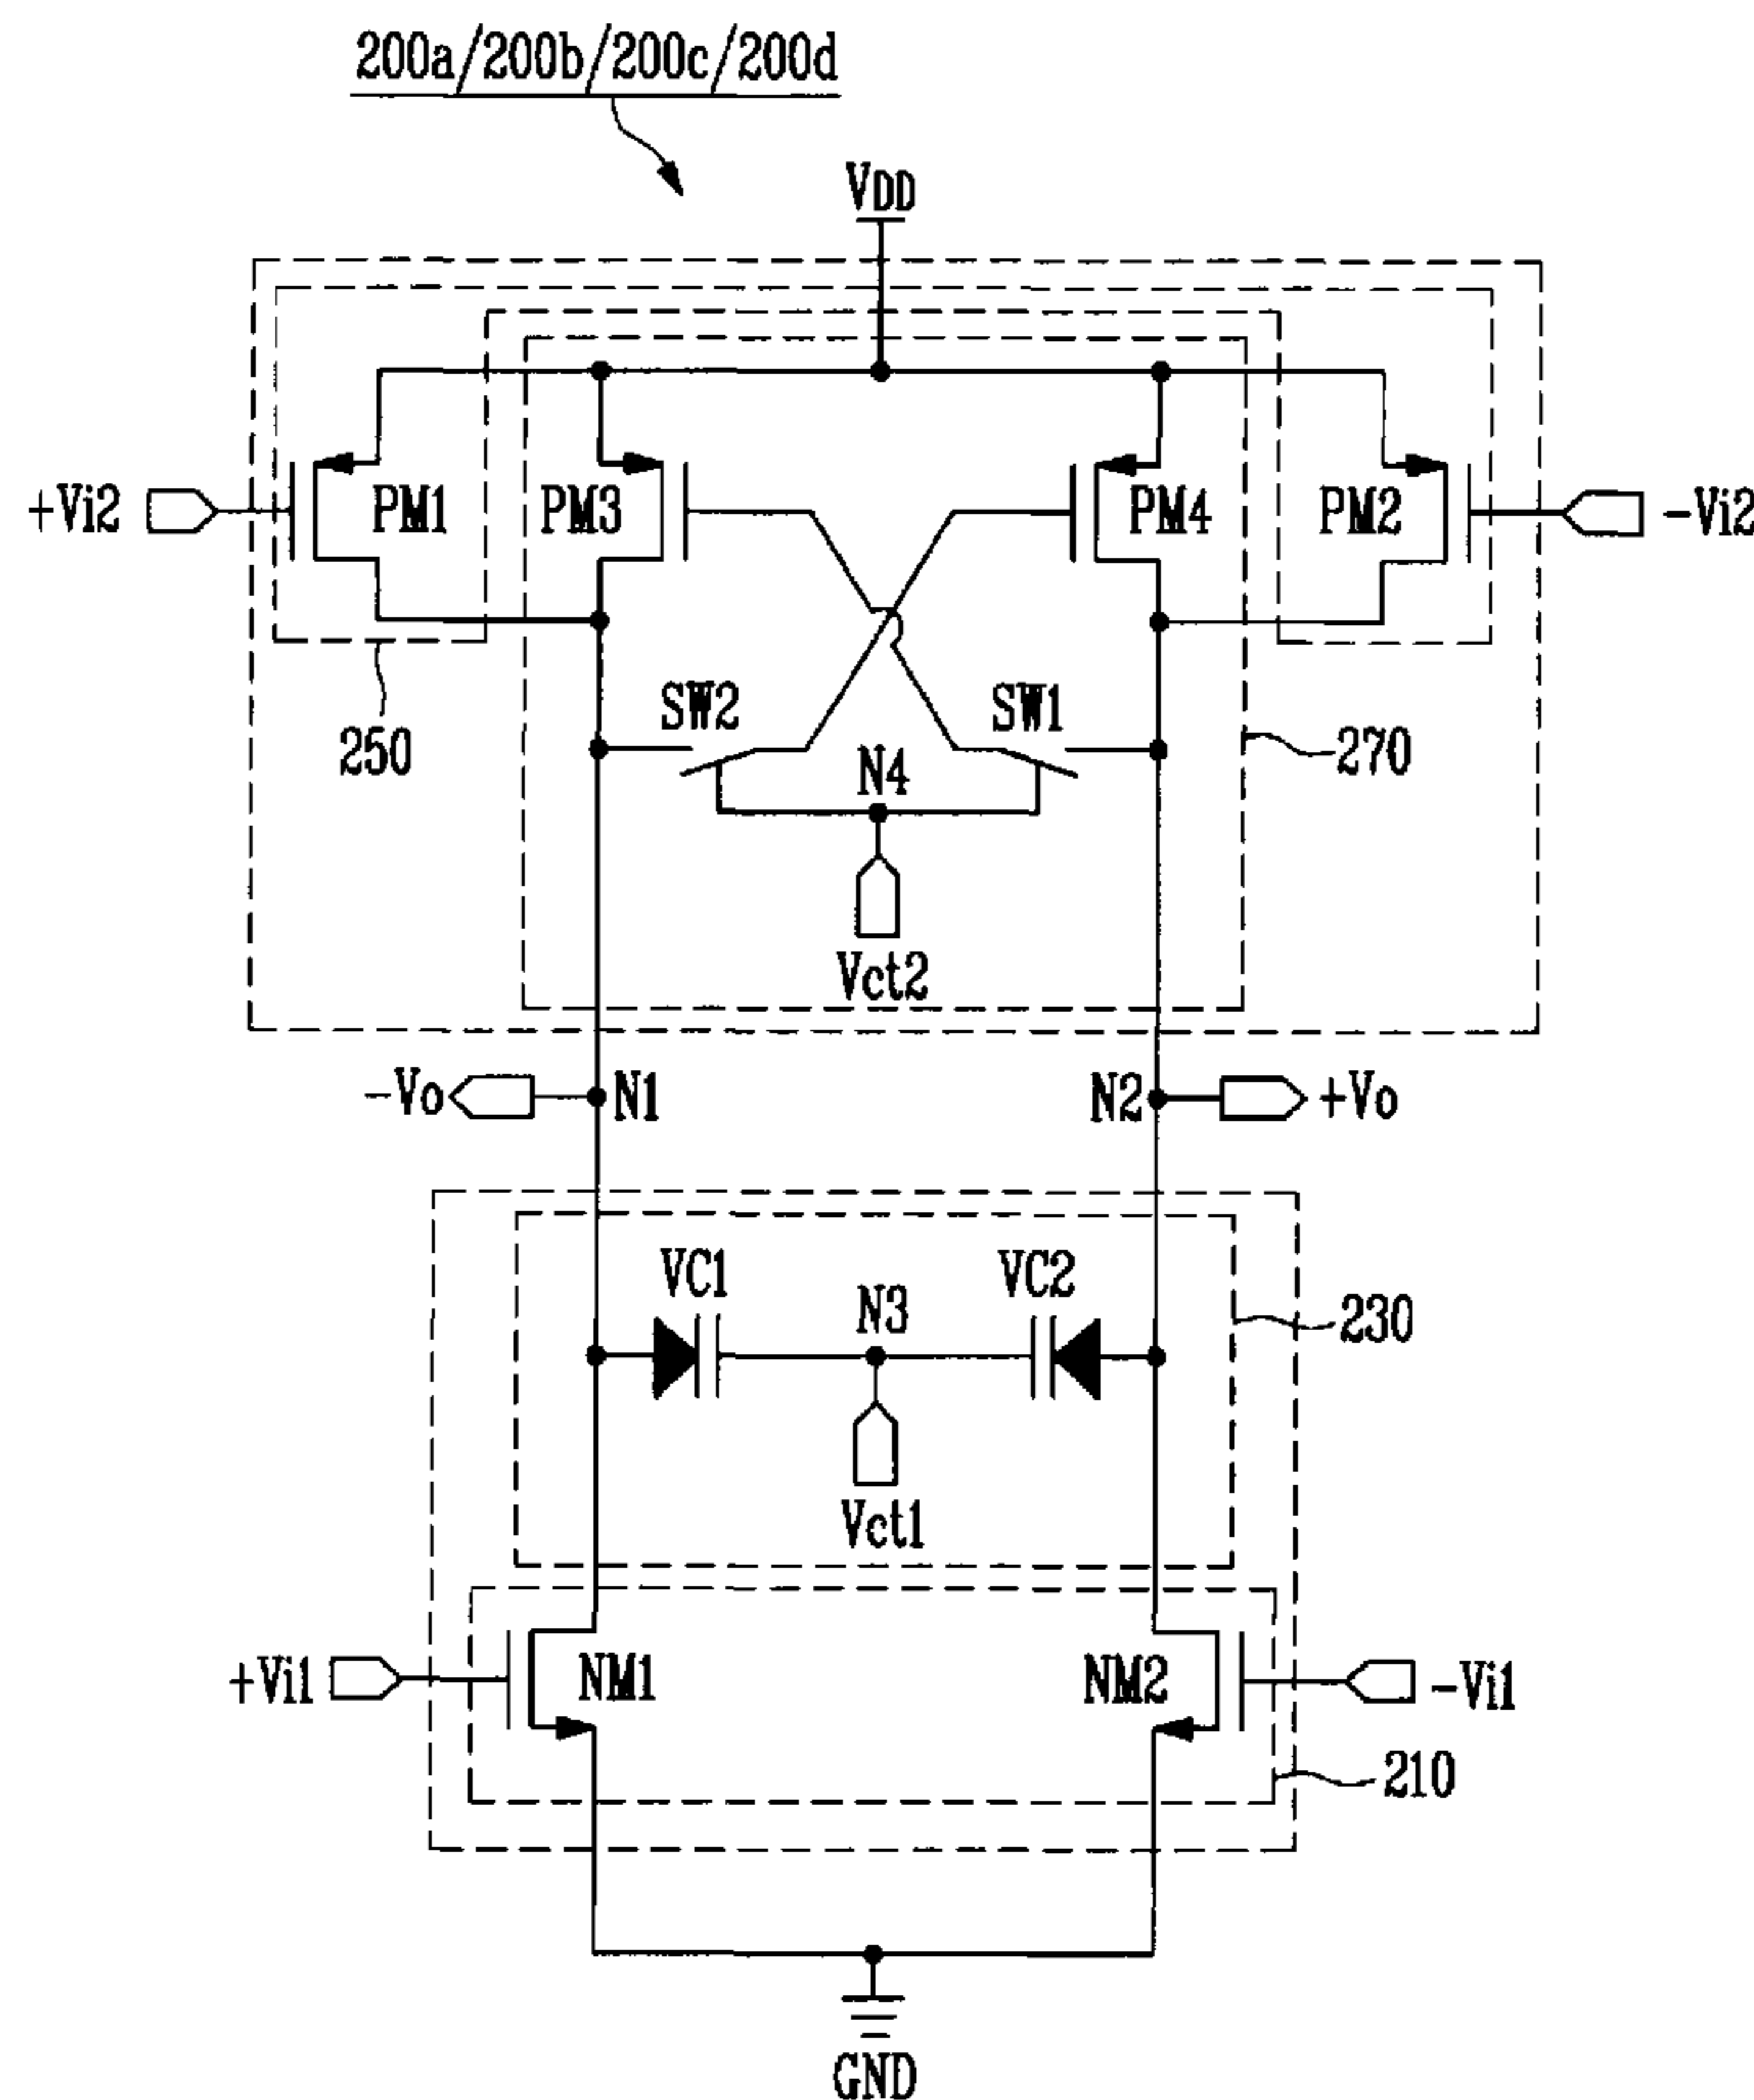 200a/200b/200c/200d
VDD
+Vi2
PM1
PM3
PM4
PM2
-Vi2
SW2
SW1
250
N4
270
Vct2
-Vo
N1
N2
+Vo
VC1
N3
VC2
230
Vct1
+Vi1
NM1
NM2
-Vi1
210
GND